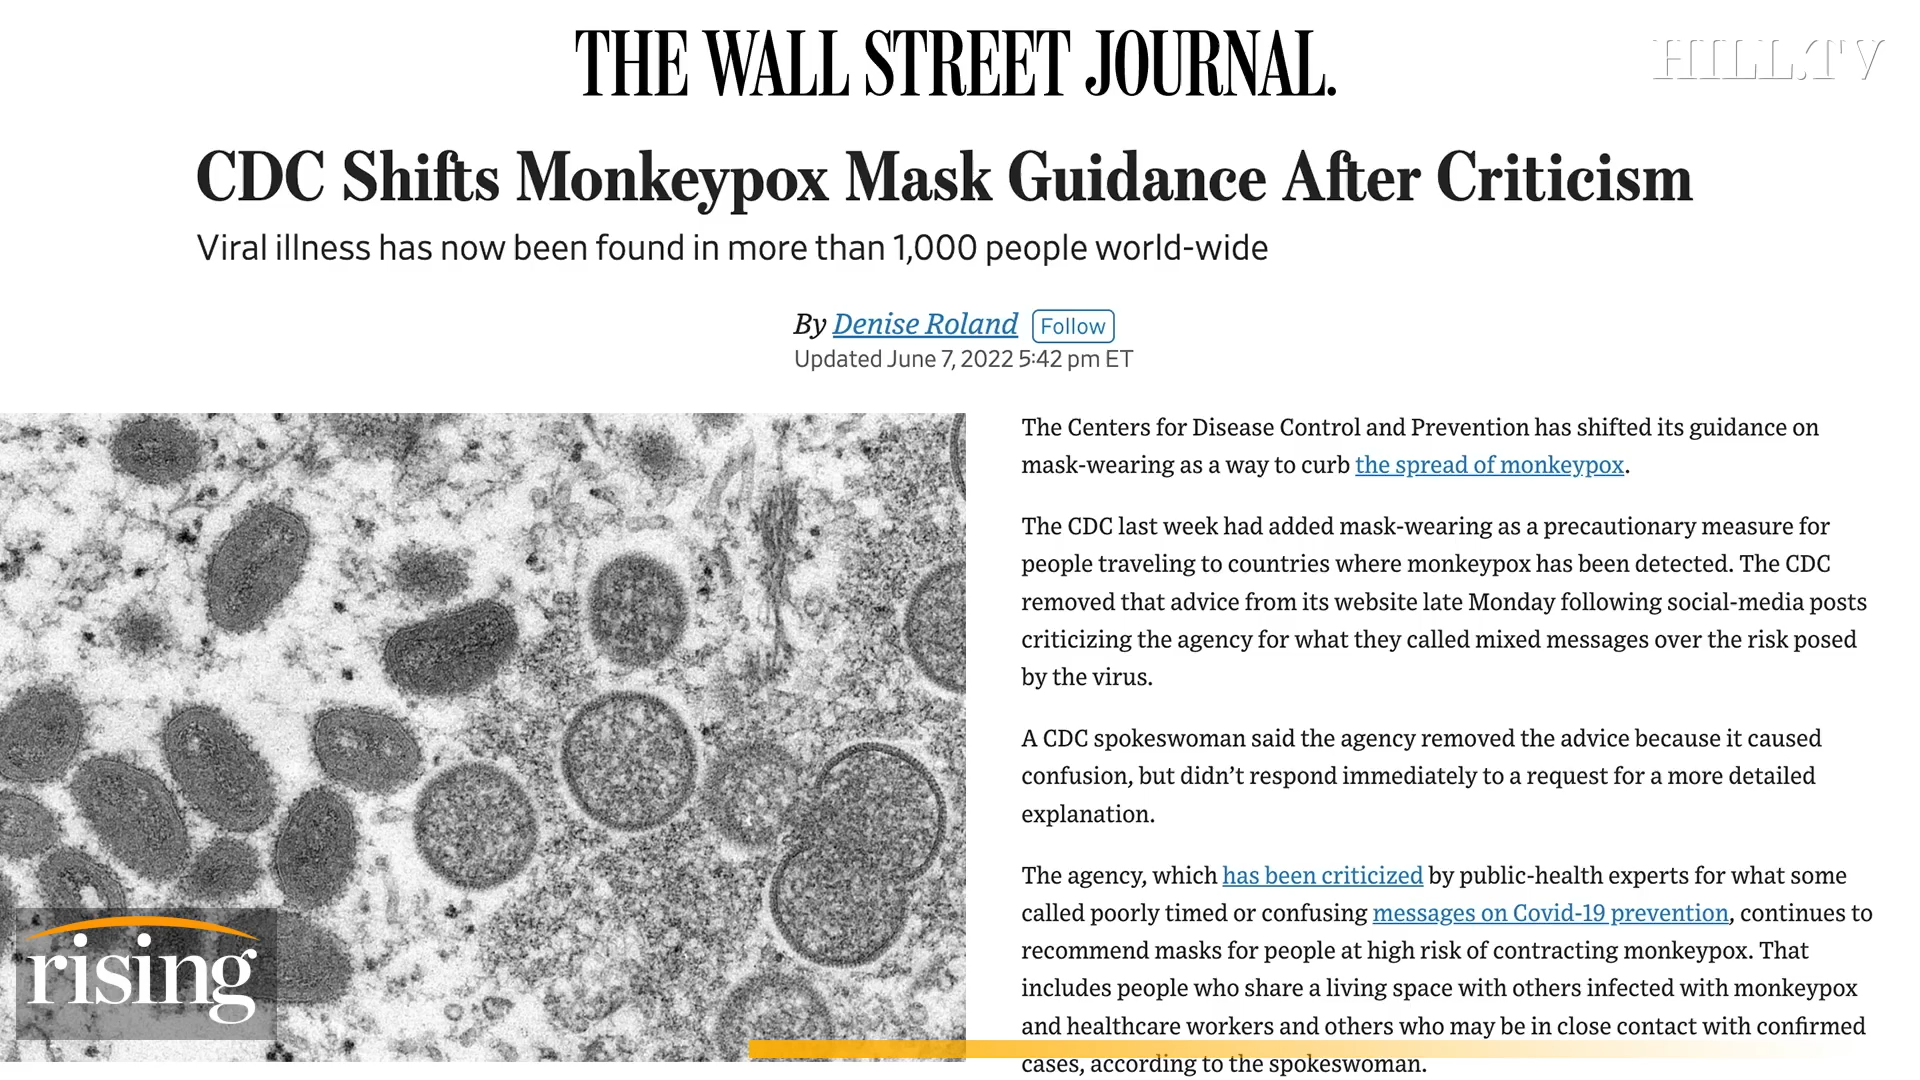 THE WALL STREET JOURNAL.
HILL.TV
CDC Shifts Monkeypox Mask Guidance After Criticism
Viral illness has now been found in more than 1,000 people world-wide
By Denise Roland Follow
Updated June 7, 2022 5:42 pm ET
The Centers for Disease Control and Prevention has shifted its guidance on
mask-wearing as a way to curb the spread of monkeypox.
The CDC last week had added mask-wearing as a precautionary measure for
people traveling to countries where monkeypox has been detected. The CDC
removed that advice from its website late Monday following social-media posts
criticizing the agency for what they called mixed messages over the risk posed
by the virus.
A CDC spokeswoman said the agency removed the advice because it caused
confusion, but didn’t respond immediately to a request for a more detailed
explanation.
The agency, which has been criticized by public-health experts for what some
called poorly timed or confusing messages on Covid-19 prevention, continues to
recommend masks for people at high risk of contracting monkeypox. That
includes people who share a living space with others infected with monkeypox
and healthcare workers and others who may be in close contact with confirmed
cases, according to the spokeswoman.
rising